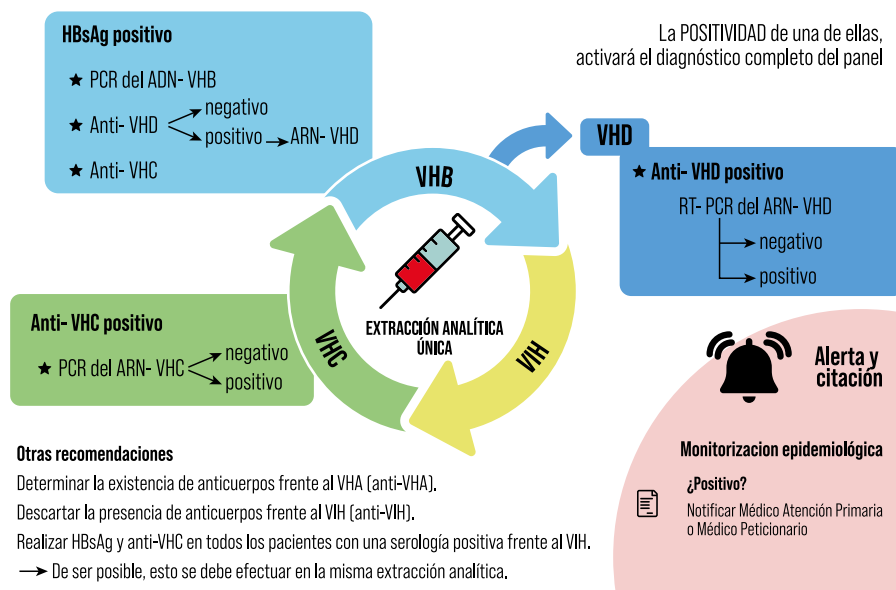 HBsAg positivo
★ PCR del ADN- VHB
★ Anti- VHD
negativo
positivo → ARN- VHD
★ Anti- VHC
La POSITIVIDAD de una de ellas,
activará el diagnóstico completo del panel
VHD
★ Anti- VHD positivo
RT- PCR del ARN- VHD
negativo
positivo
VHB
VIH
VHC
EXTRACCIÓN ANALÍTICA
ÚNICA
Anti- VHC positivo
★ PCR del ARN- VHC
negativo
positivo
Alerta y
citación
Monitorizacion epidemiológica
¿Positivo?
Notificar Médico Atención Primaria
o Médico Peticionario
Otras recomendaciones
Determinar la existencia de anticuerpos frente al VHA (anti-VHA).
Descartar la presencia de anticuerpos frente al VIH (anti-VIH).
Realizar HBsAg y anti-VHC en todos los pacientes con una serología positiva frente al VIH.
→ De ser posible, esto se debe efectuar en la misma extracción analítica.